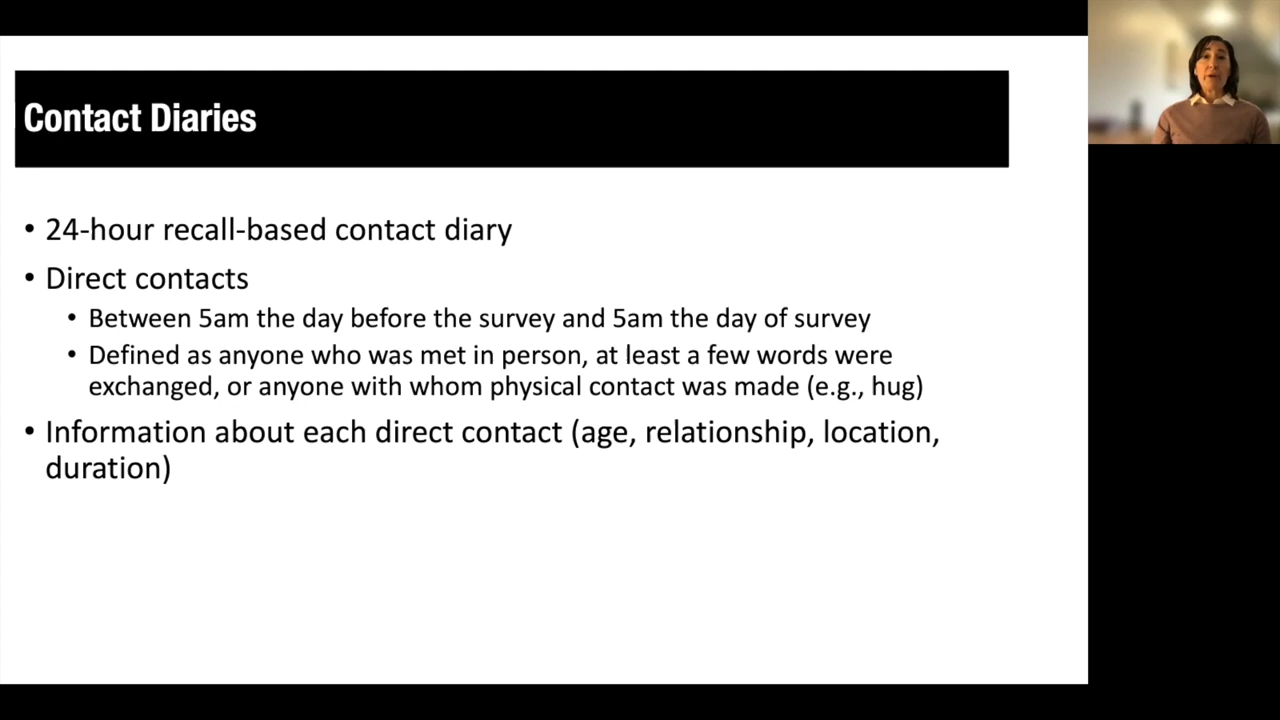 Contact Diaries
• 24-hour recall-based contact diary
• Direct contacts
• Between 5am the day before the survey and 5am the day of survey
• Defined as anyone who was met in person, at least a few words were
exchanged, or anyone with whom physical contact was made (e.g., hug)
• Information about each direct contact (age, relationship, location,
duration)